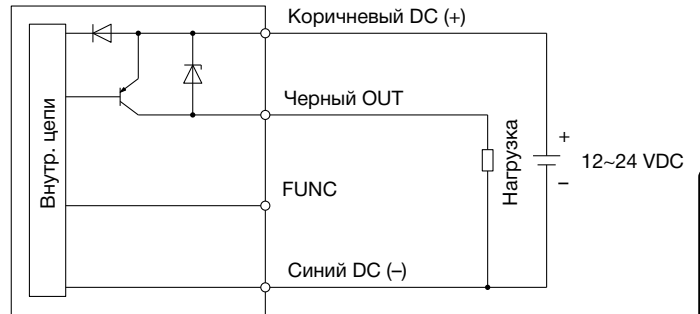 Коричневый DC (+)
Черный OUT
Внутр. цепи
Нагрузка
+
12~24 VDC
–
FUNC
Синий DC (–)